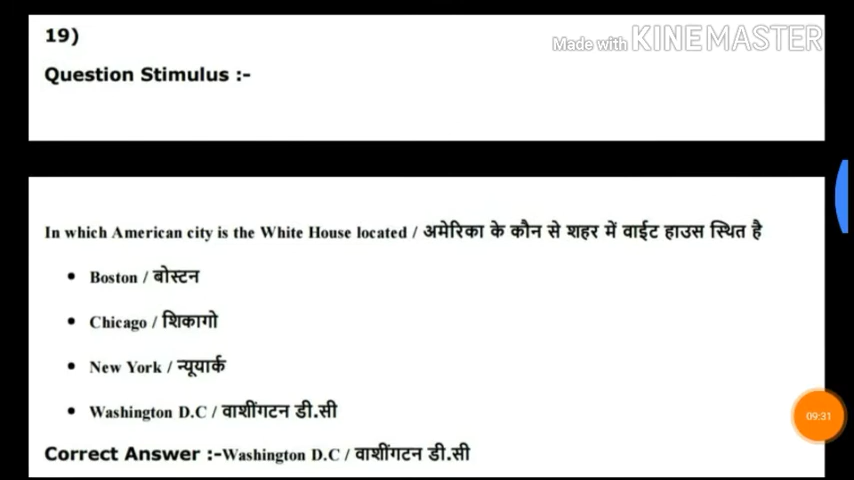 19)
Made with KINEMASTER
Question Stimulus :-
In which American city is the White House located / अमेरिका के कौन से शहर में वाईट हाउस स्थित है
• Boston / बोस्टन
• Chicago / शिकागो
• New York / न्यूयार्क
• Washington D.C / वाशींगटन डी.सी
09:31
Correct Answer :-Washington D.C / वाशींगटन डी.सी